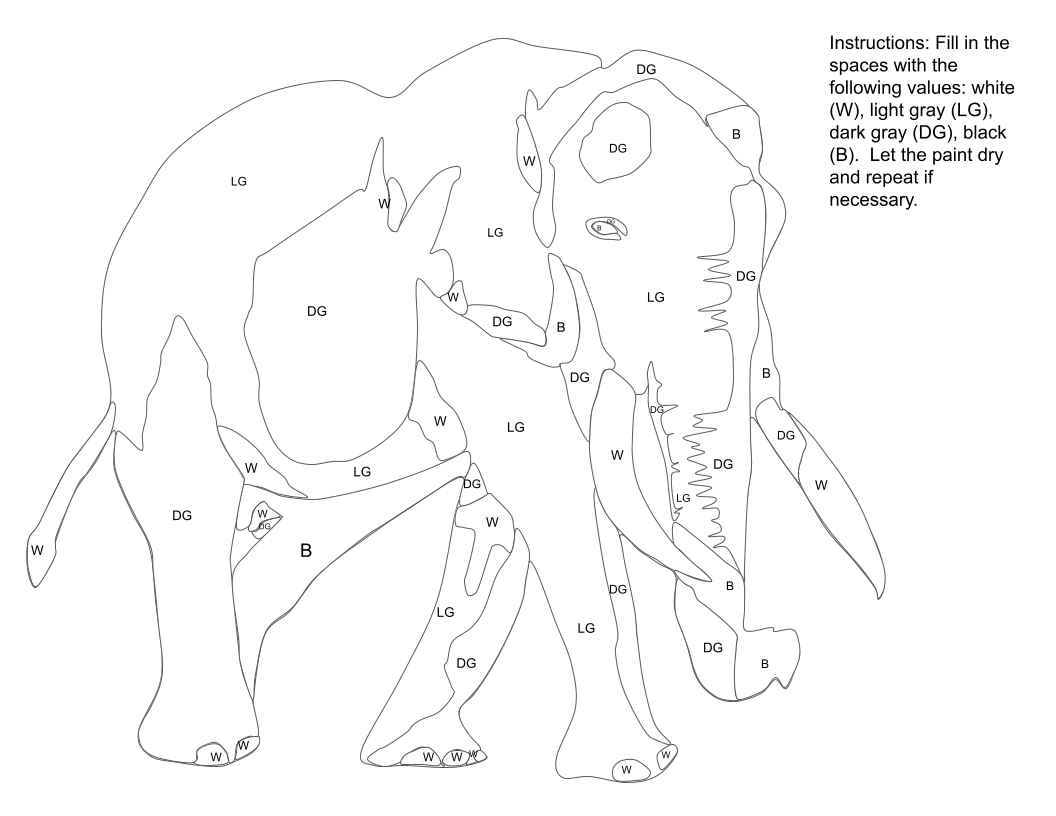 Instructions: Fill in the
spaces with the
following values: white
(W), light gray (LG),
dark gray (DG), black
(B).  Let the paint dry
and repeat if
necessary.
DG
B
DG
W
LG
W
DG
B
LG
DG
LG
W
DG
DG
B
B
DG
DG
W
LG
DG
W
LG
DG
W
W
DG
LG
W
DG
W
DG
W
B
B
DG
LG
LG
DG
DG
B
W
W
W
W
W
W
W